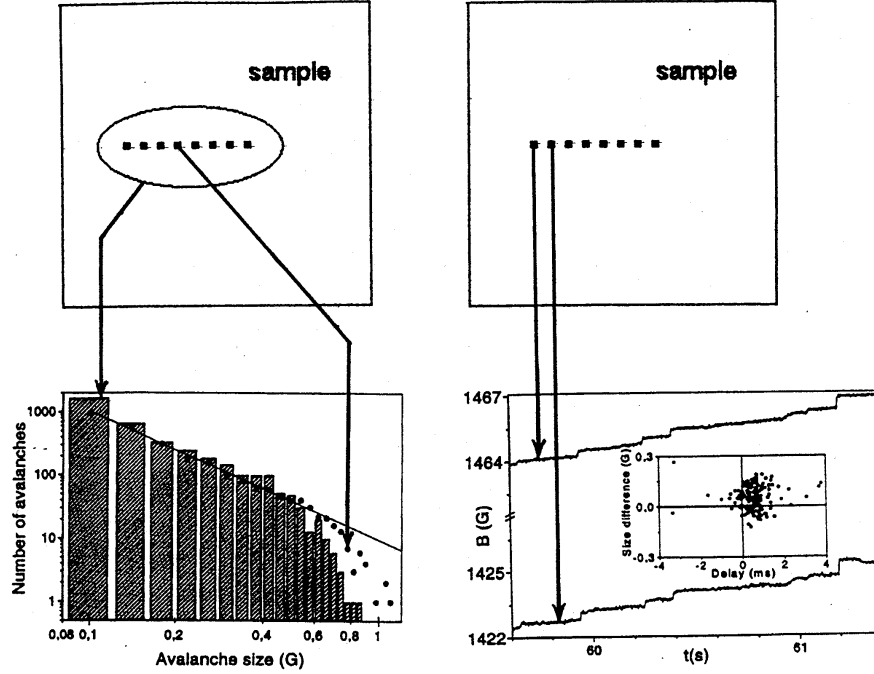 sample
sample
1000
100
10
1
Number of avalanches
0,08 0,1 0,2 0,4 0,6 0,8 1
Avalanche size (G)
1467
1464
1425
1422
B (G)
60 61
t(s)
0.3
0.0
-0.3
Size difference (G)
-4 -2 0 2 4
Delay (ms)